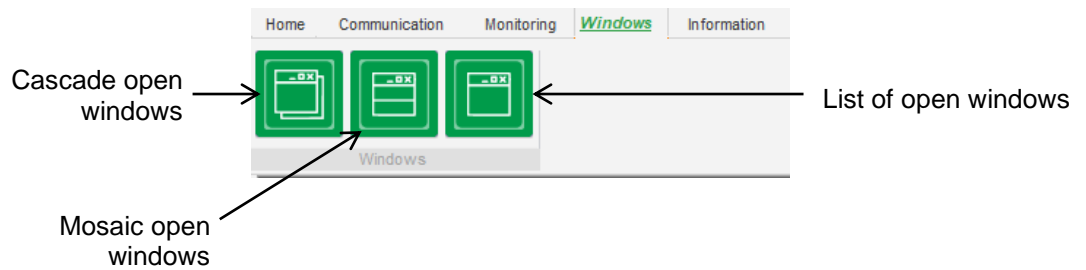 Home Communication Monitoring Windows Information
Cascade open
windows
List of open windows
Windows
Mosaic open
windows